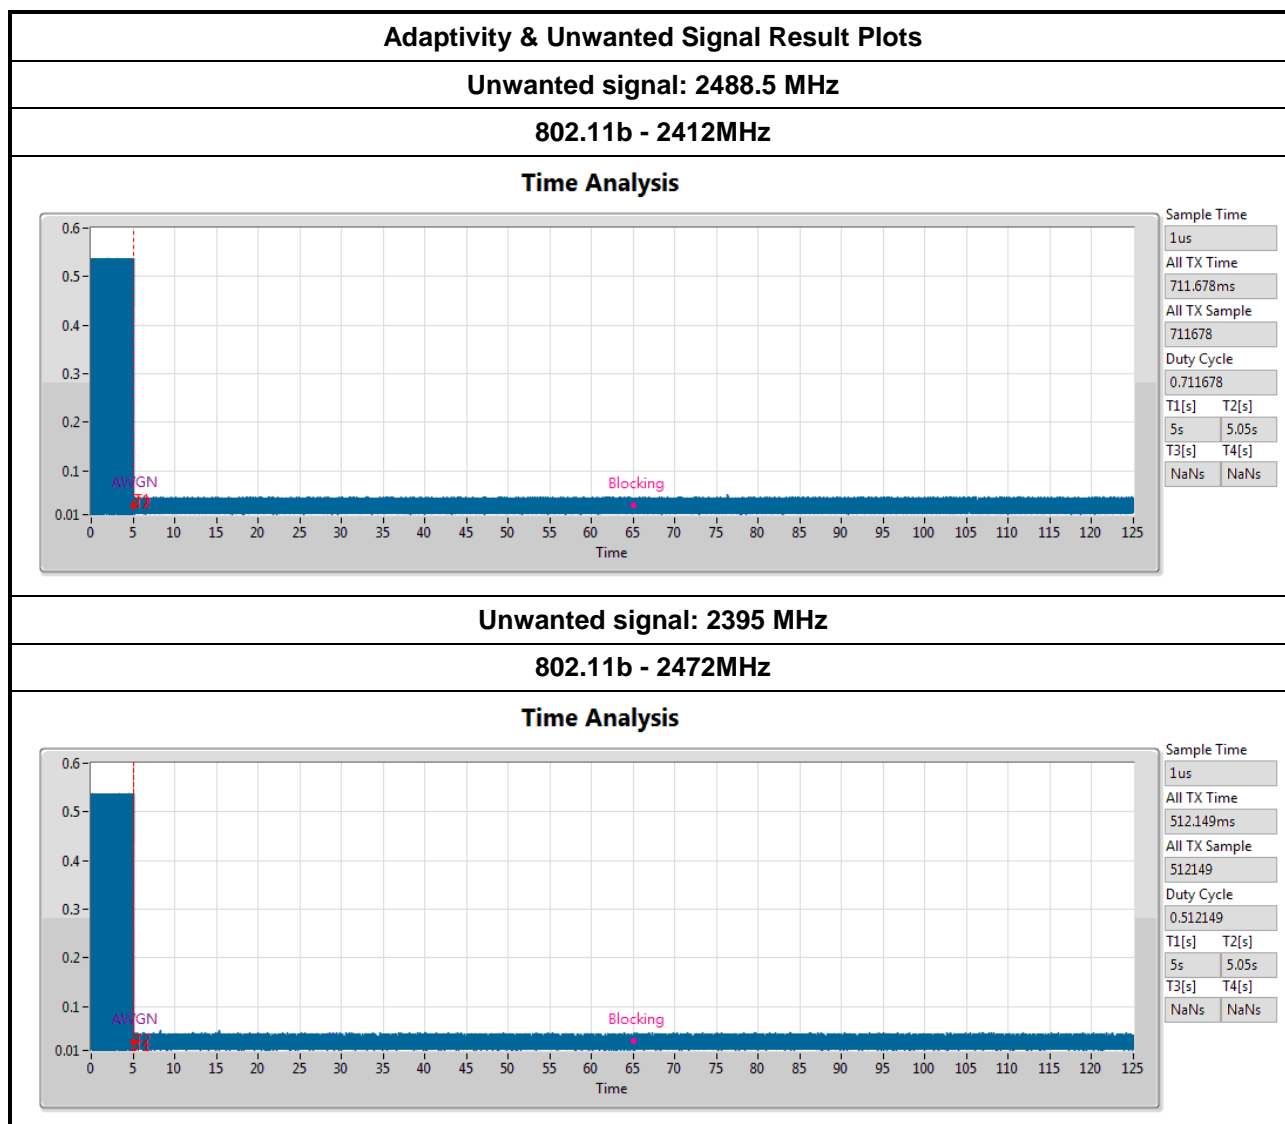 Adaptivity & Unwanted Signal Result Plots
Unwanted signal: 2488.5 MHz
802.11b - 2412MHz
Time Analysis
Sample Time
1us
All TX Time
711.678ms
All TX Sample
711678
Duty Cycle
0.711678
T1[s] T2[s]
5s 5.05s
T3[s] T4[s]
NaNs NaNs
0.6
0.5
0.4
0.3
0.2
0.1
0.01
AWGN
T1
Blocking
0 5 10 15 20 25 30 35 40 45 50 55 60 65 70 75 80 85 90 95 100 105 110 115 120 125
Time
Unwanted signal: 2395 MHz
802.11b - 2472MHz
Time Analysis
Sample Time
1us
All TX Time
512.149ms
All TX Sample
512149
Duty Cycle
0.512149
T1[s] T2[s]
5s 5.05s
T3[s] T4[s]
NaNs NaNs
0.6
0.5
0.4
0.3
0.2
0.1
0.01
AWGN
Blocking
0 5 10 15 20 25 30 35 40 45 50 55 60 65 70 75 80 85 90 95 100 105 110 115 120 125
Time